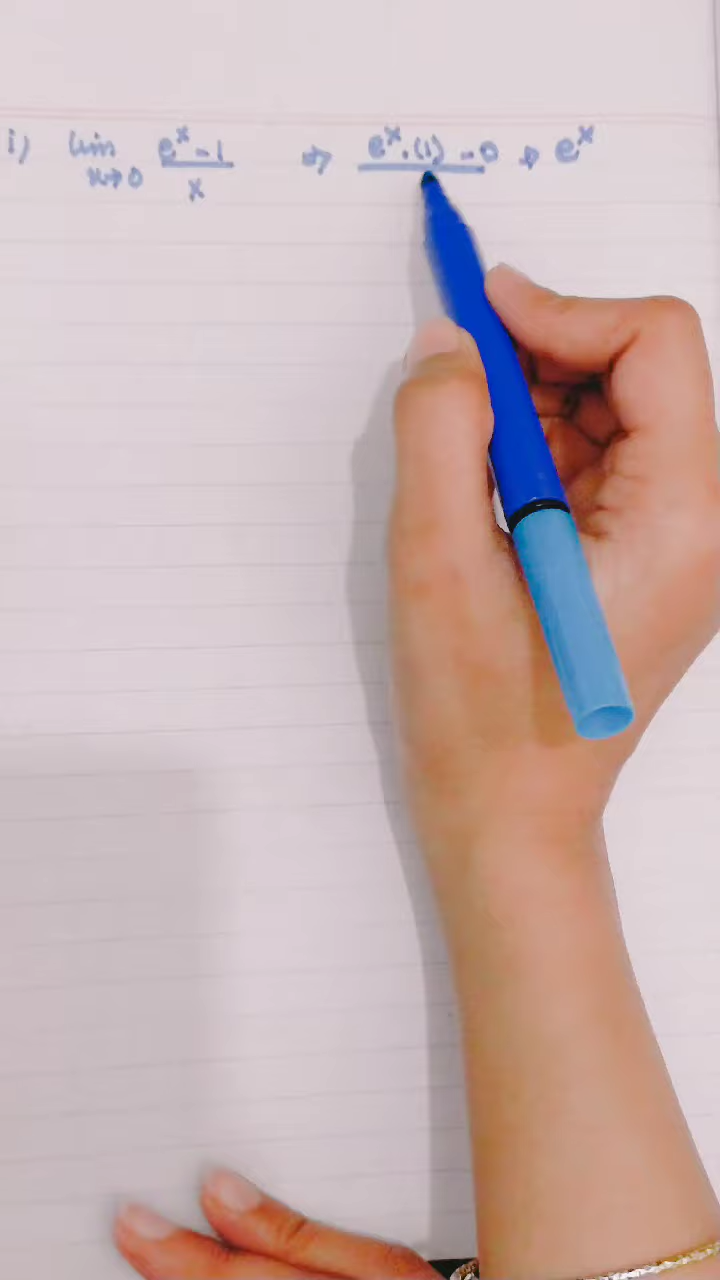 i) lim x→0 (e^x - 1)/x ⇒ e^x.(1) - 0 ⇒ e^x